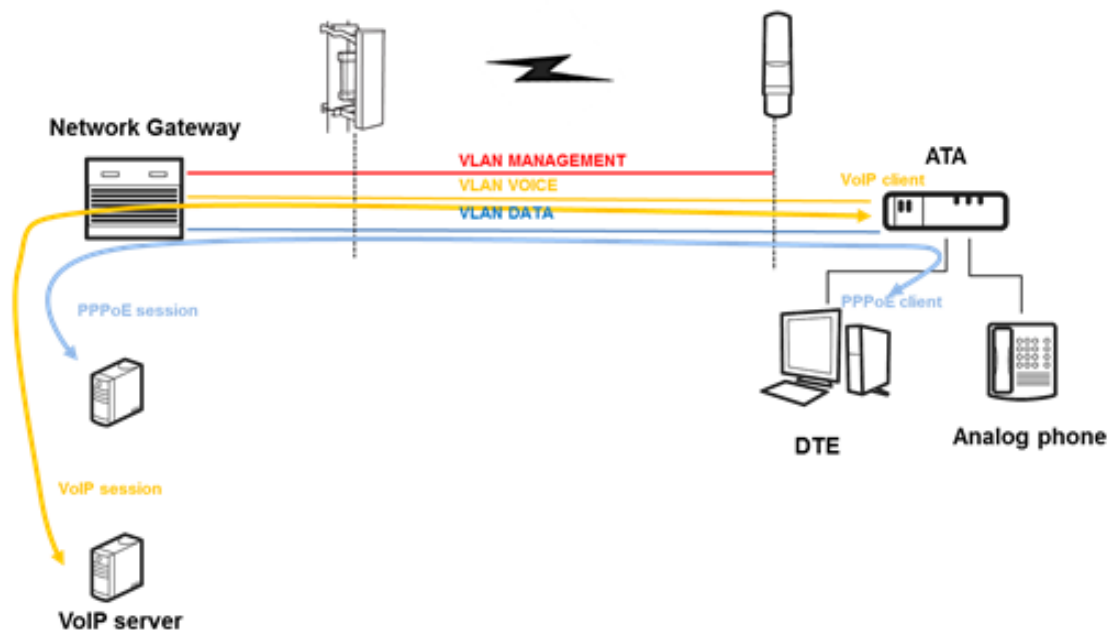 Network Gateway
VLAN MANAGEMENT
ATA
VLAN VOICE
VoIP client
VLAN DATA
PPPoE session
PPPoE client
DTE
Analog phone
VoIP session
VoIP server